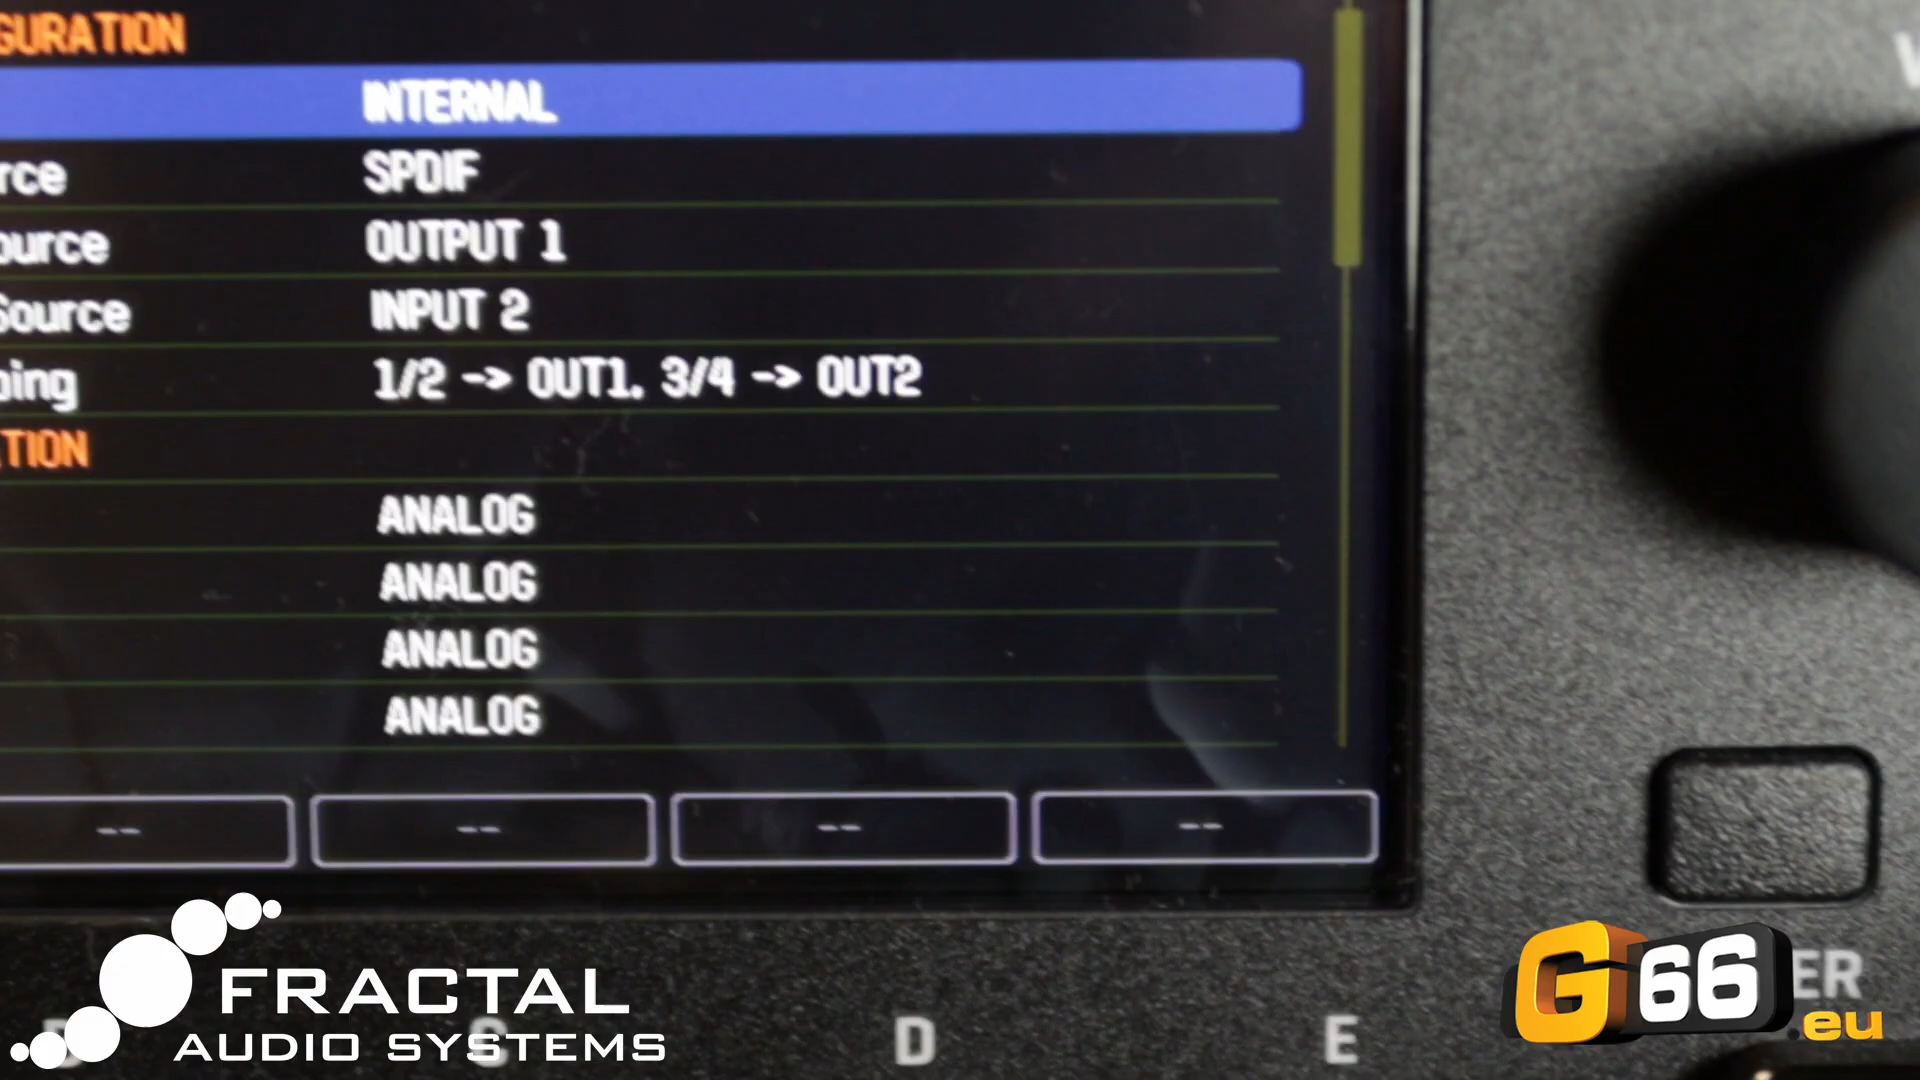 GURATION
INTERNAL
rce SPDIF
ource OUTPUT 1
Source INPUT 2
ping 1/2 -> OUT1, 3/4 -> OUT2
TION
ANALOG
ANALOG
ANALOG
ANALOG
-- -- -- --
FRACTAL
AUDIO SYSTEMS
B C D E
G66
.eu
ER